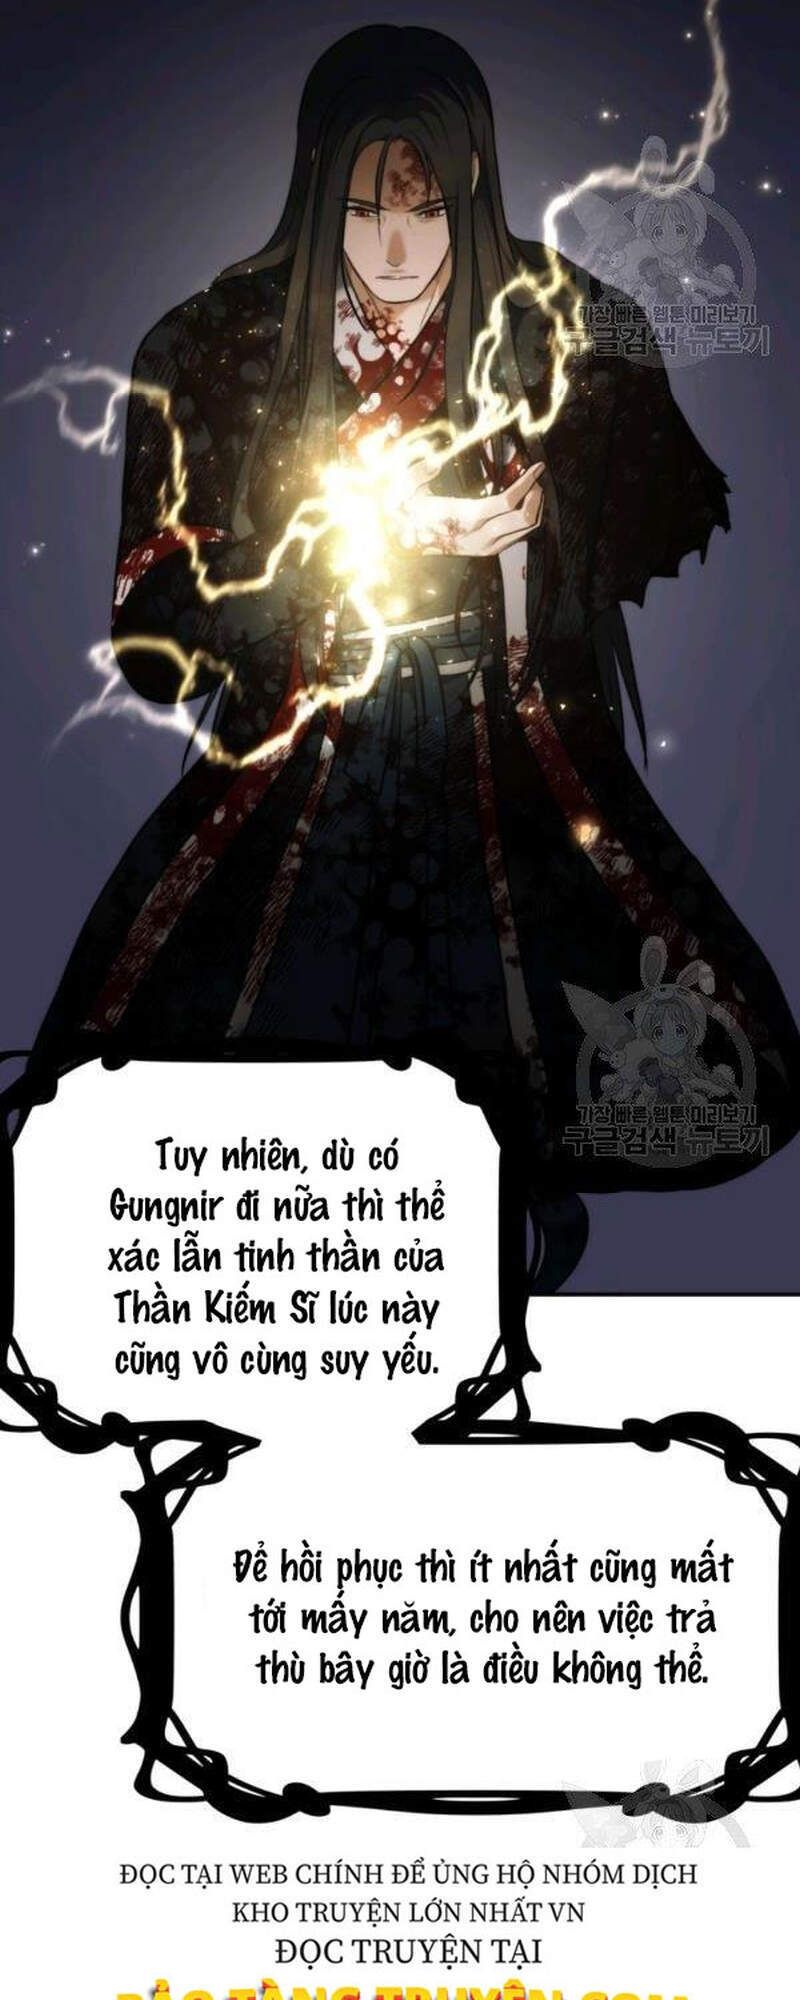 가장 빠른 웹툰 미리보기
구글검색 뉴토끼
가장 빠른 웹툰 미리보기
구글검색 뉴토끼
Tuy nhiên, dù có
Gungnir đi nữa thì thể
xác lẫn tinh thần của
Thần Kiếm Sĩ lúc này
cũng vô cùng suy yếu.
Để hồi phục thì ít nhất cũng mất
tới mấy năm, cho nên việc trả
thù bây giờ là điều không thể.
ĐỌC TẠI WEB CHÍNH ĐỂ ỦNG HỘ NHÓM DỊCH
KHO TRUYỆN LỚN NHẤT VN
ĐỌC TRUYỆN TẠI
BẢO TÀNG TRUYỆN.COM